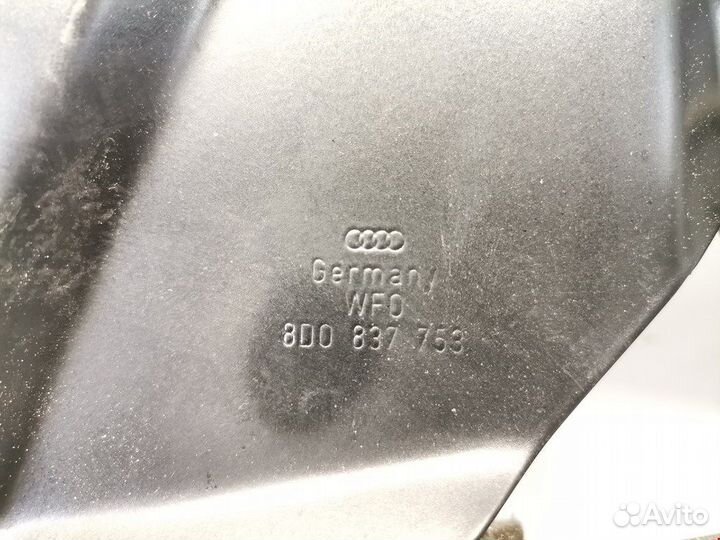 Germany
WFO
8D0 837 753
Avito